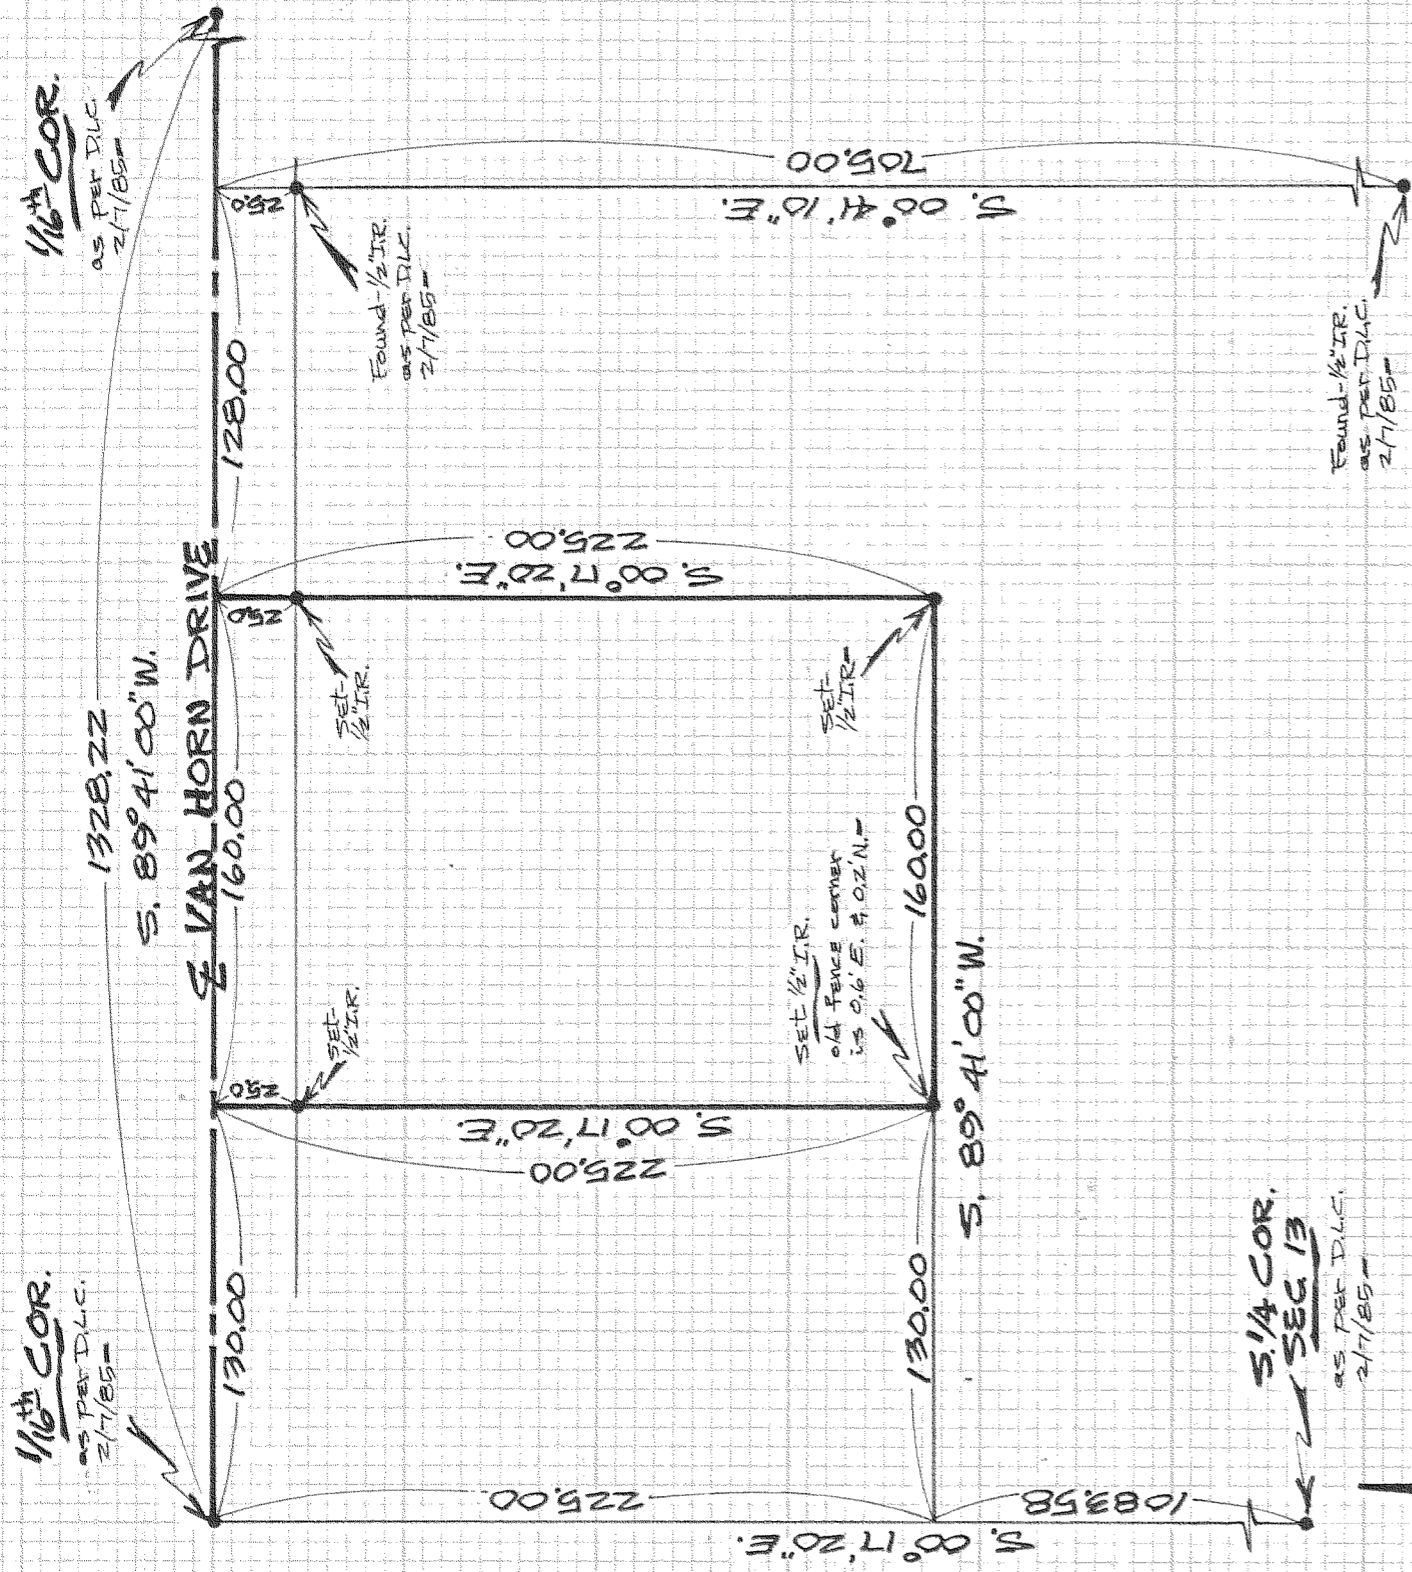 1/16th COR.
as per D.L.C.
2/7/85
1328.22
S. 89° 41' 00" W.
℄ VAN HORN DRIVE
1/16th COR.
as per D.L.C.
2/7/85
130.00
160.00
128.00
25.0
25.0
25.0
Set-
1/2" I.R.
Set-
1/2" I.R.
Found-1/2" I.R.
as per D.L.C.
2/7/85
225.00
S. 00° 17' 20" E.
225.00
S. 00° 17' 20" E.
225.00
S. 00° 17' 20" E.
705.00
S. 00° 41' 10" E.
Set 1/2" I.R.
old fence corner
is 0.6' E. & 0.2' N.
Set-
1/2" I.R.
130.00
160.00
S. 89° 41' 00" W.
1083.58
S. 1/4 COR.
SEC. 13
as per D.L.C.
2/7/85
Found-1/2" I.R.
as per D.L.C.
2/7/85